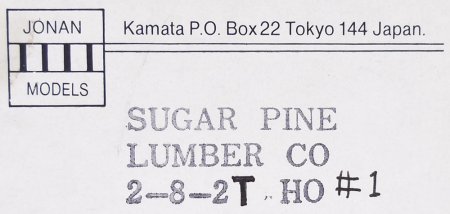 JONAN
MODELS
Kamata P.O. Box 22 Tokyo 144 Japan.
SUGAR PINE
LUMBER CO
2-8-2T HO #1